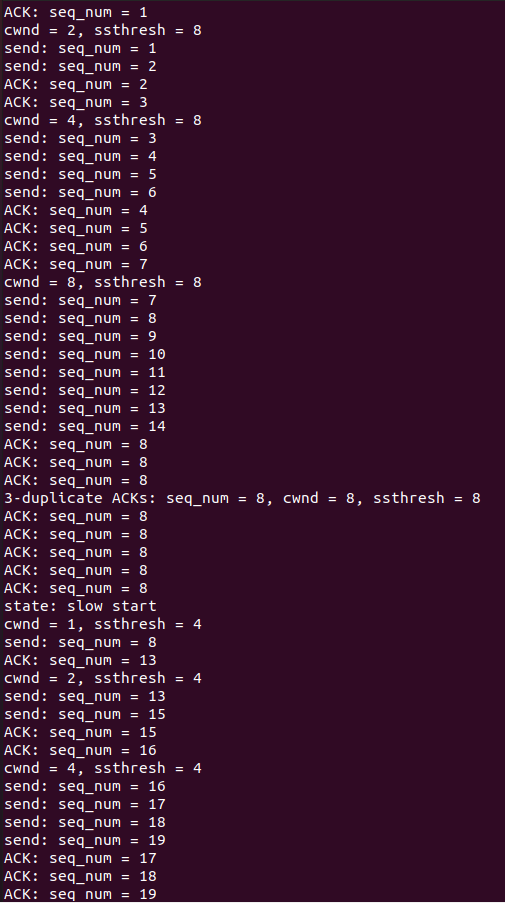 ACK: seq_num = 1
cwnd = 2, ssthresh = 8
send: seq_num = 1
send: seq_num = 2
ACK: seq_num = 2
ACK: seq_num = 3
cwnd = 4, ssthresh = 8
send: seq_num = 3
send: seq_num = 4
send: seq_num = 5
send: seq_num = 6
ACK: seq_num = 4
ACK: seq_num = 5
ACK: seq_num = 6
ACK: seq_num = 7
cwnd = 8, ssthresh = 8
send: seq_num = 7
send: seq_num = 8
send: seq_num = 9
send: seq_num = 10
send: seq_num = 11
send: seq_num = 12
send: seq_num = 13
send: seq_num = 14
ACK: seq_num = 8
ACK: seq_num = 8
ACK: seq_num = 8
3-duplicate ACKs: seq_num = 8, cwnd = 8, ssthresh = 8
ACK: seq_num = 8
ACK: seq_num = 8
ACK: seq_num = 8
ACK: seq_num = 8
ACK: seq_num = 8
state: slow start
cwnd = 1, ssthresh = 4
send: seq_num = 8
ACK: seq_num = 13
cwnd = 2, ssthresh = 4
send: seq_num = 13
send: seq_num = 15
ACK: seq_num = 15
ACK: seq_num = 16
cwnd = 4, ssthresh = 4
send: seq_num = 16
send: seq_num = 17
send: seq_num = 18
send: seq_num = 19
ACK: seq_num = 17
ACK: seq_num = 18
ACK: seq_num = 19